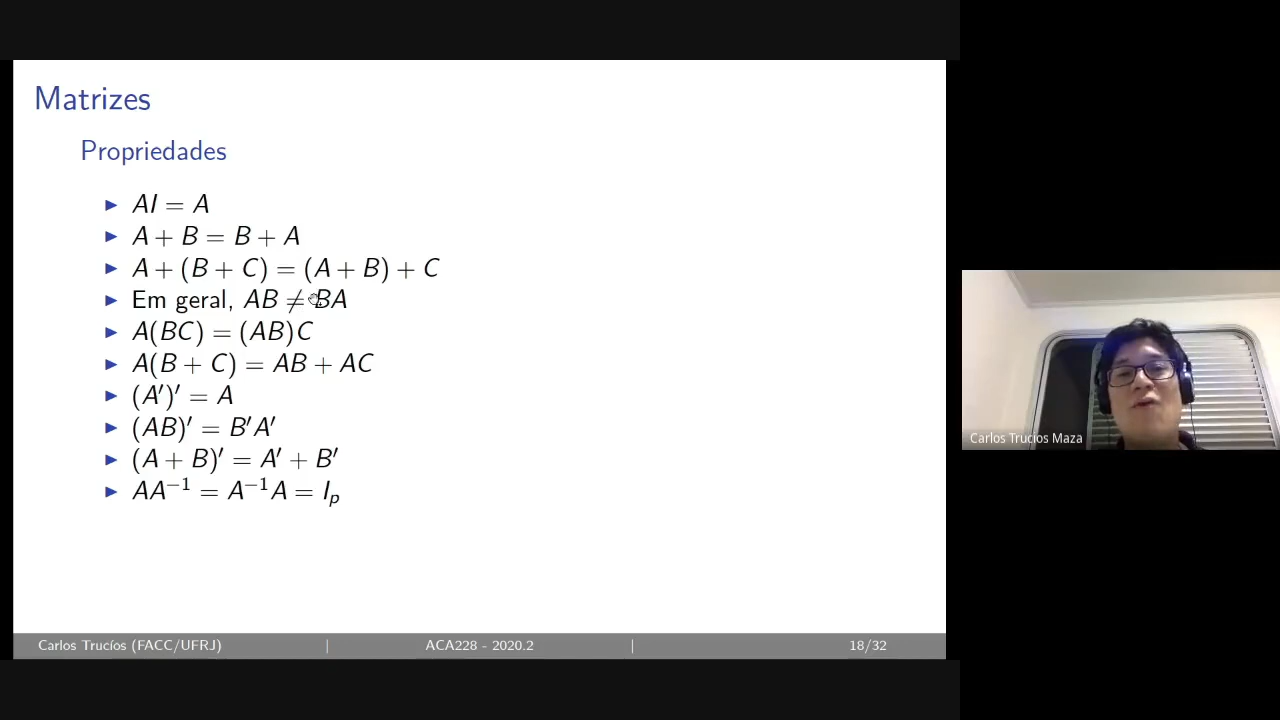 Matrizes
Propriedades
▶ AI = A
▶ A + B = B + A
▶ A + (B + C) = (A + B) + C
▶ Em geral, AB ≠ BA
▶ A(BC) = (AB)C
▶ A(B + C) = AB + AC
▶ (A′)′ = A
▶ (AB)′ = B′A′
▶ (A + B)′ = A′ + B′
▶ AA⁻¹ = A⁻¹A = Iₚ
Carlos Trucios Maza
Carlos Trucíos (FACC/UFRJ) | ACA228 - 2020.2 | 18/32